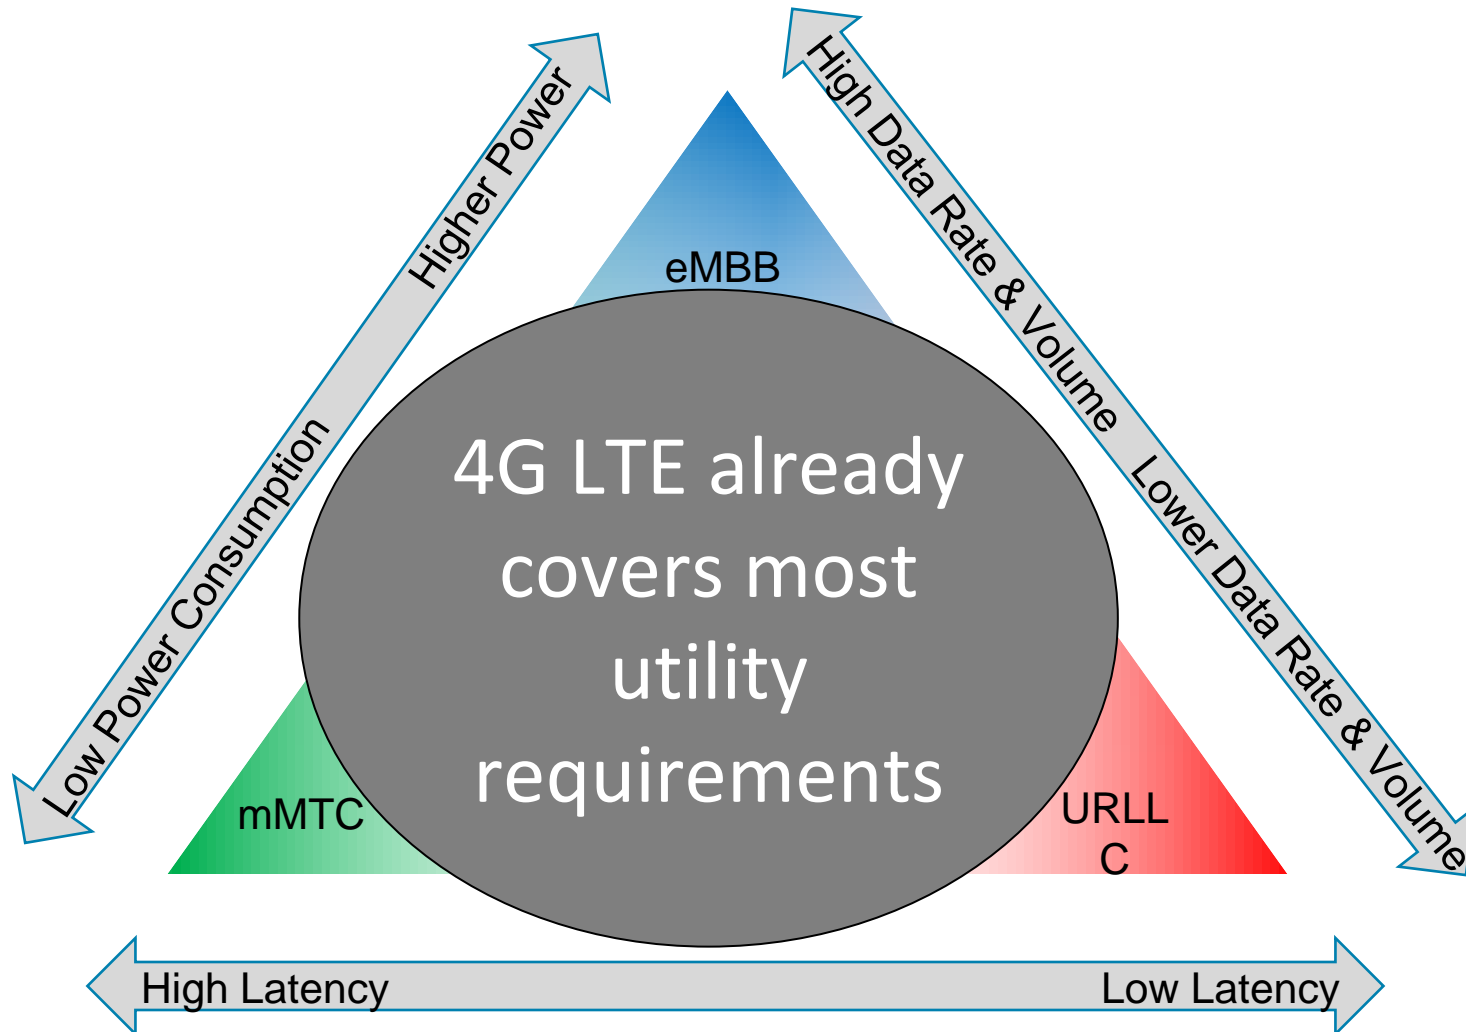 High Data Rate & Volume
Higher Power
eMBB
4G LTE already
covers most
utility
requirements
Low Power Consumption
Lower Data Rate & Volume
mMTC
URLL
C
High Latency
Low Latency